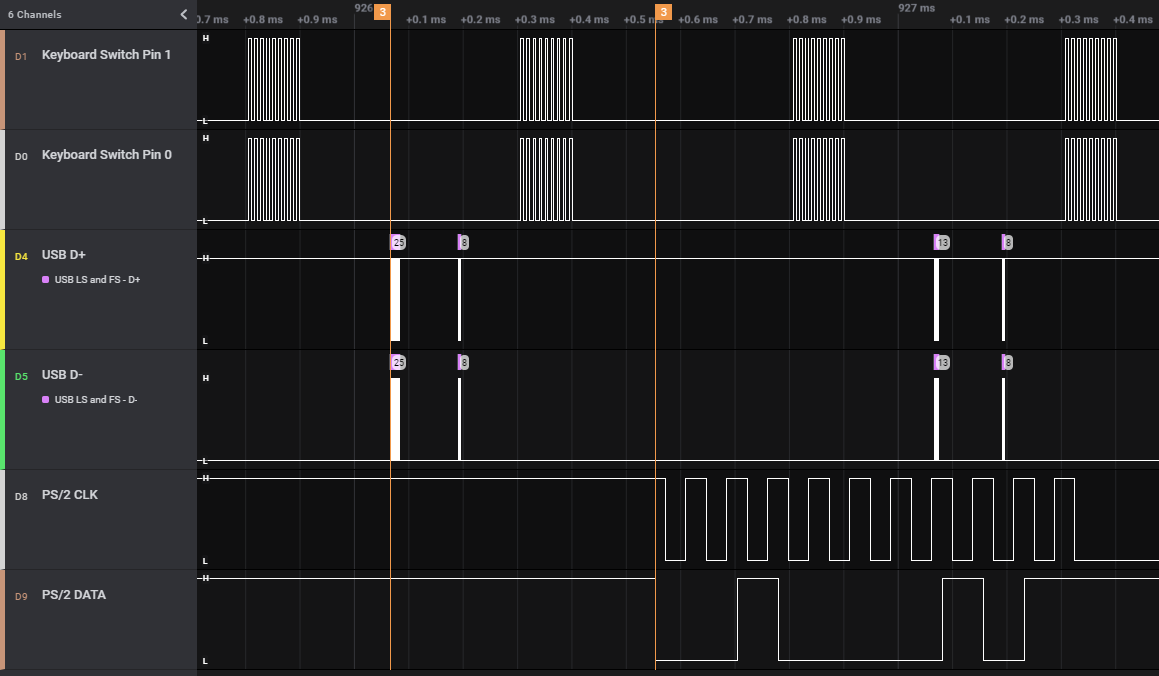 6 Channels
0.7 ms +0.8 ms +0.9 ms 926 3 +0.1 ms +0.2 ms +0.3 ms +0.4 ms +0.5 m 3 +0.6 ms +0.7 ms +0.8 ms +0.9 ms 927 ms +0.1 ms +0.2 ms +0.3 ms +0.4 ms
D1 Keyboard Switch Pin 1
H
L
D0 Keyboard Switch Pin 0
H
L
D4 USB D+
USB LS and FS - D+
25 8 13 8
H
L
D5 USB D-
USB LS and FS - D-
25 8 13 8
H
L
D8 PS/2 CLK
H
L
D9 PS/2 DATA
H
L